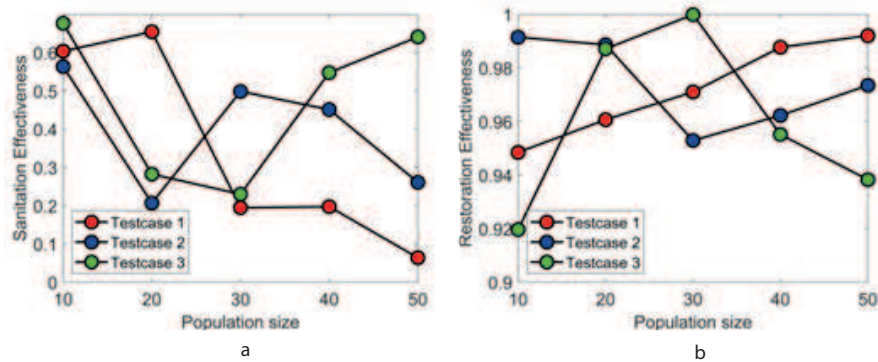 Sanitation Effectiveness
0.6
0.5
0.4
0.3
0.2
0.1
0
Testcase 1
Testcase 2
Testcase 3
10 20 30 40 50
Population size
a
Restoration Effectiveness
1
0.98
0.96
0.94
0.92
0.9
Testcase 1
Testcase 2
Testcase 3
10 20 30 40 50
Population size
b